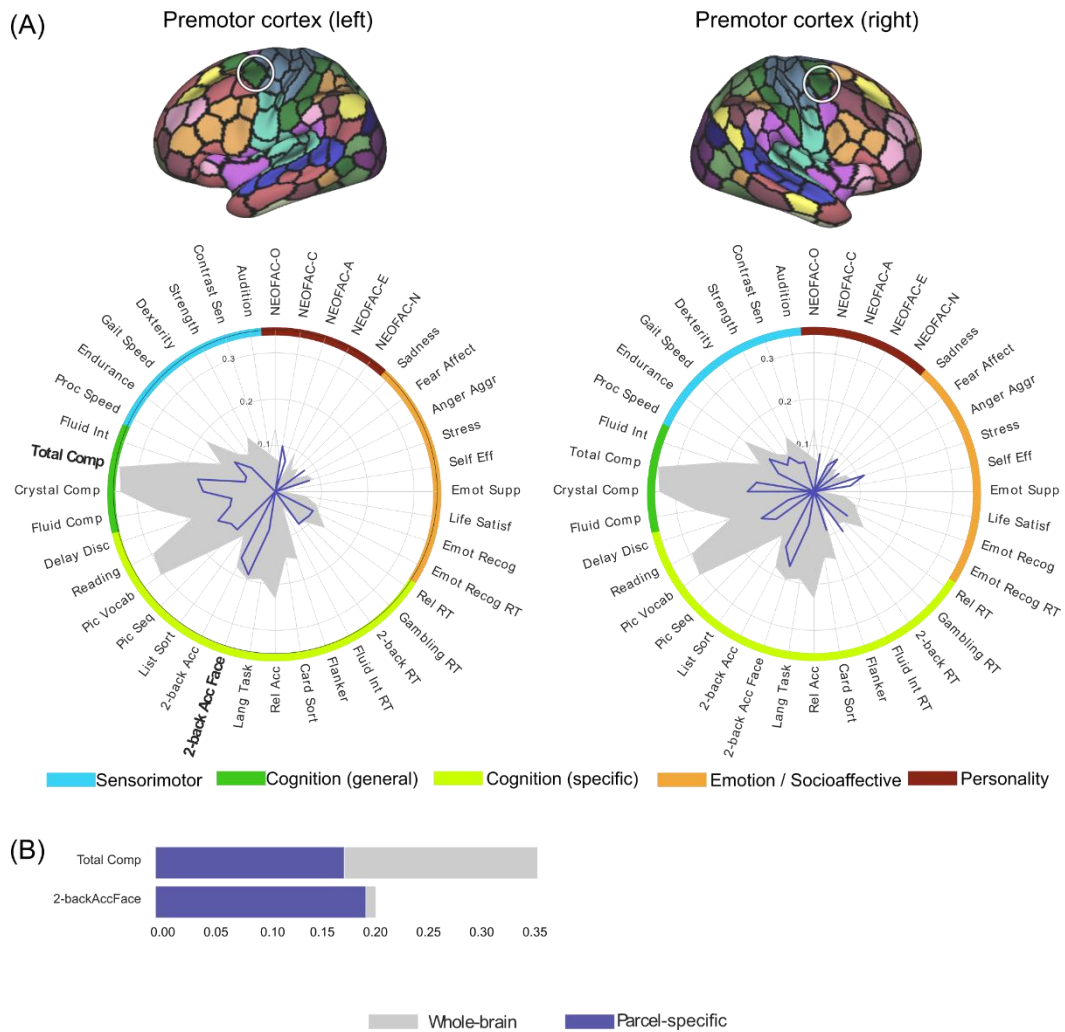 (A)
Premotor cortex (left)
Premotor cortex (right)
NEOFAC-O
NEOFAC-C
NEOFAC-A
NEOFAC-E
NEOFAC-N
Sadness
Fear Affect
Anger Aggr
Stress
Self Eff
Emot Supp
Life Satisf
Emot Recog
Emot Recog RT
Rel RT
Gambling RT
2-back RT
Fluid Int RT
Flanker
Card Sort
Rel Acc
Lang Task
2-back Acc Face
2-back Acc
List Sort
Pic Seq
Pic Vocab
Reading
Delay Disc
Fluid Comp
Crystal Comp
Total Comp
Fluid Int
Proc Speed
Endurance
Gait Speed
Dexterity
Strength
Contrast Sen
Audition
0.3
0.2
0.1
NEOFAC-O
NEOFAC-C
NEOFAC-A
NEOFAC-E
NEOFAC-N
Sadness
Fear Affect
Anger Aggr
Stress
Self Eff
Emot Supp
Life Satisf
Emot Recog
Emot Recog RT
Rel RT
Gambling RT
2-back RT
Fluid Int RT
Flanker
Card Sort
Rel Acc
Lang Task
2-back Acc Face
2-back Acc
List Sort
Pic Seq
Pic Vocab
Reading
Delay Disc
Fluid Comp
Crystal Comp
Total Comp
Fluid Int
Proc Speed
Endurance
Gait Speed
Dexterity
Strength
Contrast Sen
Audition
0.3
0.2
0.1
Sensorimotor
Cognition (general)
Cognition (specific)
Emotion / Socioaffective
Personality
(B)
Total Comp
2-backAccFace
0.00 0.05 0.10 0.15 0.20 0.25 0.30 0.35
Whole-brain
Parcel-specific